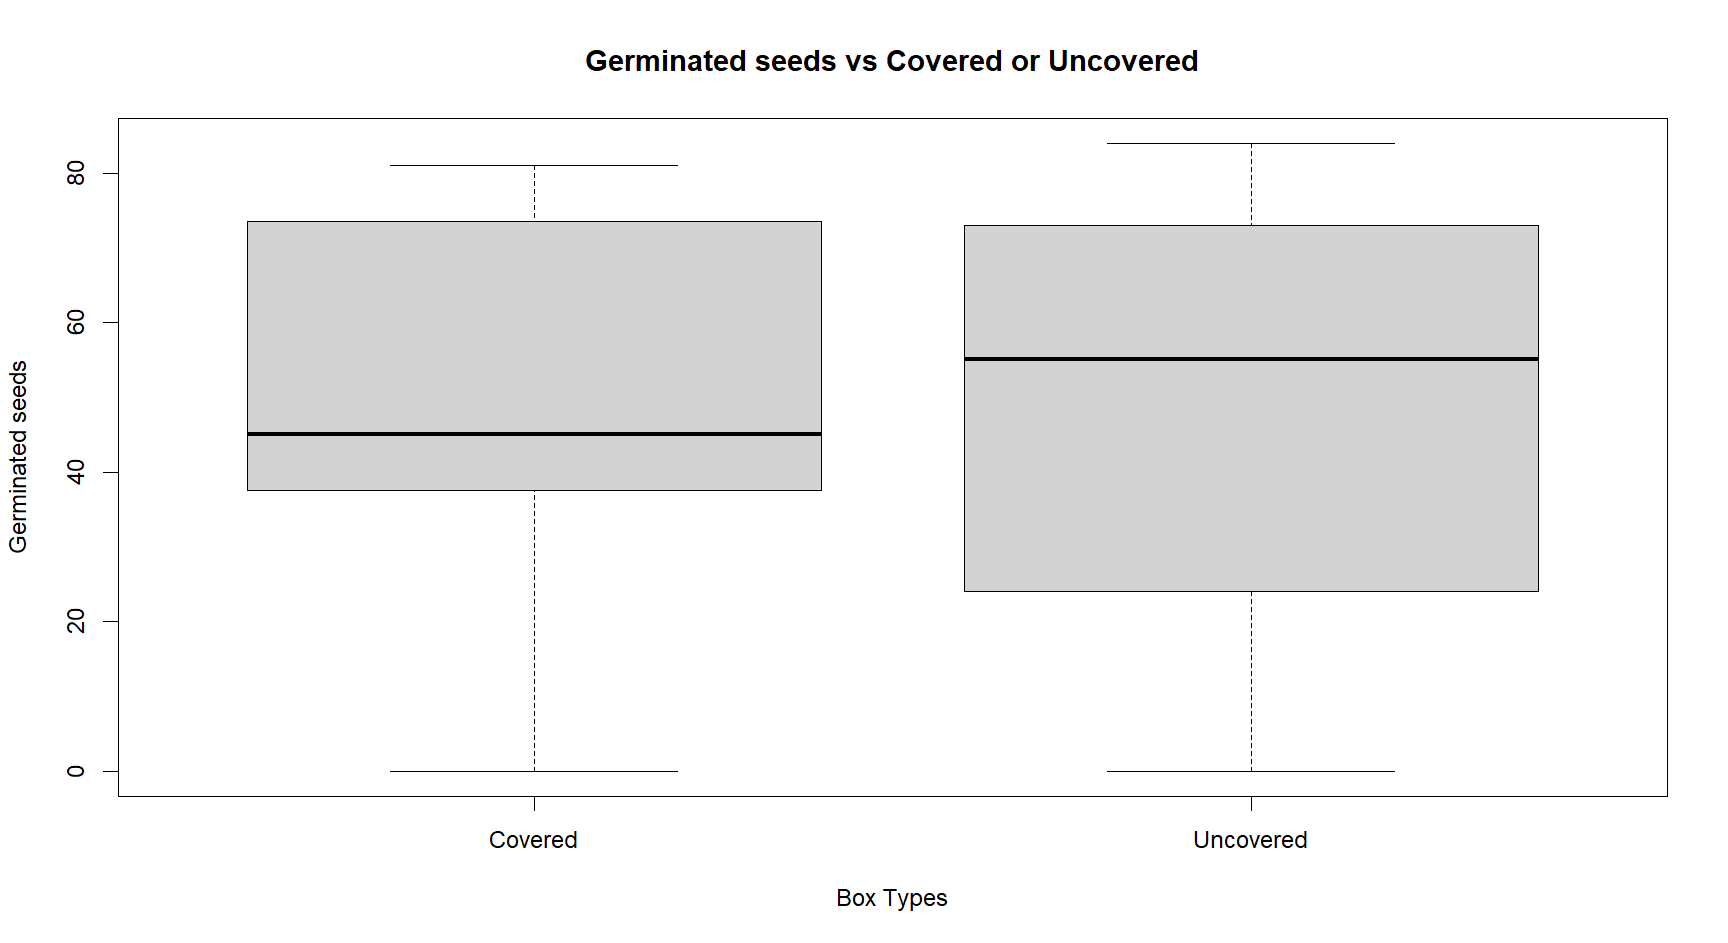 Germinated seeds vs Covered or Uncovered
Germinated seeds
80
60
40
20
0
Covered
Uncovered
Box Types